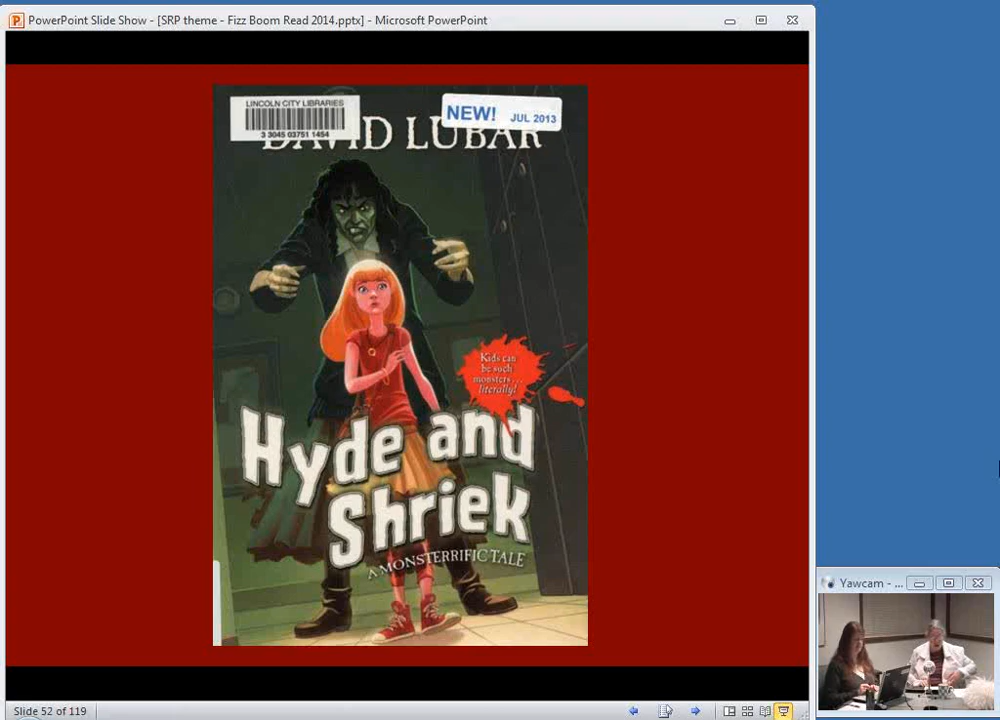 PowerPoint Slide Show - [SRP theme - Fizz Boom Read 2014.pptx] - Microsoft PowerPoint
LINCOLN CITY LIBRARIES
3 3045 03751 1454
NEW! JUL 2013
DAVID LUBAR
Kids can
be such
monsters...
literally!
Hyde and
Shriek
A MONSTERRIFIC TALE
Yawcam - ...
Slide 52 of 119